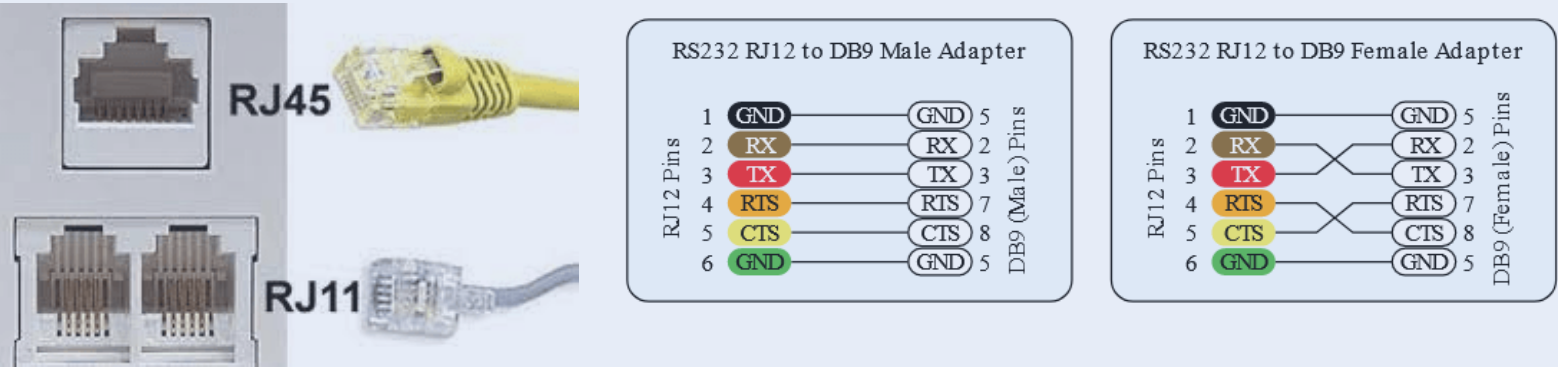 RJ45
RJ11
RS232 RJ12 to DB9 Male Adapter
RJ12 Pins
1 GND GND 5
2 RX RX 2
3 TX TX 3
4 RTS RTS 7
5 CTS CTS 8
6 GND GND 5
DB9 (Male) Pins
RS232 RJ12 to DB9 Female Adapter
RJ12 Pins
1 GND GND 5
2 RX RX 2
3 TX TX 3
4 RTS RTS 7
5 CTS CTS 8
6 GND GND 5
DB9 (Female) Pins